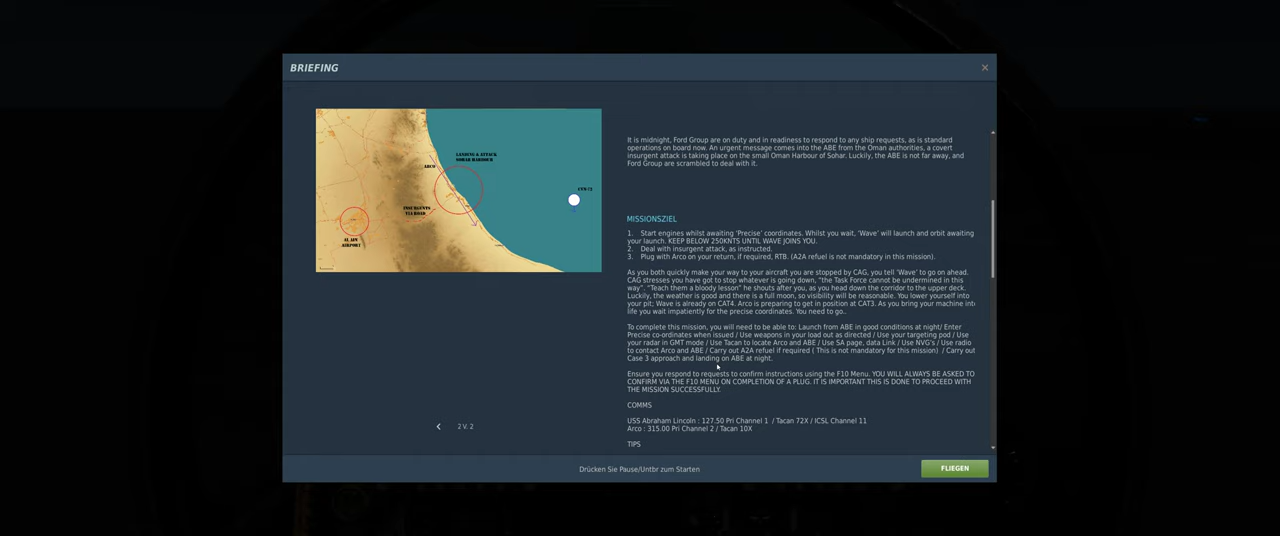 BRIEFING
LANDING & ATTACK
SOHAR HARBOUR
ARCO
INSURGENTS
VIA ROAD
AL AIN
AIRPORT
2 V. 2
It is midnight, Ford Group are on duty and in readiness to respond to any ship requests, as is standard
operations on board now. An urgent message comes into the ABE from the Oman authorities, a covert
insurgent attack is taking place on the small Oman Harbour of Sohar. Luckily, the ABE is not far away, and
Ford Group are scrambled to deal with it.
MISSIONSZIEL
1. Start engines whilst awaiting 'Precise' coordinates. Whilst you wait, 'Wave' will launch and orbit awaiting
your launch. KEEP BELOW 250KNTS UNTIL WAVE JOINS YOU.
2. Deal with insurgent attack, as instructed.
3. Plug with Arco on your return, if required, RTB. (A2A refuel is not mandatory in this mission).
As you both quickly make your way to your aircraft you are stopped by CAG, you tell 'Wave' to go on ahead.
CAG stresses you have got to stop whatever is going down, "the Task Force cannot be undermined in this
way". "Teach them a bloody lesson" he shouts after you, as you head down the corridor to the upper deck.
Luckily, the weather is good and there is a full moon, so visibility will be reasonable. You lower yourself into
your pit; Wave is already on CAT4. Arco is preparing to get in position at CAT3. As you bring your machine into
life you wait impatiently for the precise coordinates. You need to go..
To complete this mission, you will need to be able to: Launch from ABE in good conditions at night/ Enter
Precise co-ordinates when issued / Use weapons in your load out as directed / Use your targeting pod / Use
your radar in GMT mode / Use Tacan to locate Arco and ABE / Use SA page, data Link / Use NVG's / Use radio
to contact Arco and ABE / Carry out A2A refuel if required ( This is not mandatory for this mission) / Carry out
Case 3 approach and landing on ABE at night.
Ensure you respond to requests to confirm instructions using the F10 Menu. YOU WILL ALWAYS BE ASKED TO
CONFIRM VIA THE F10 MENU ON COMPLETION OF A PLUG. IT IS IMPORTANT THIS IS DONE TO PROCEED WITH
THE MISSION SUCCESSFULLY.
COMMS
USS Abraham Lincoln : 127.50 Pri Channel 1 / Tacan 72X / ICSL Channel 11
Arco : 315.00 Pri Channel 2 / Tacan 10X
TIPS
Drücken Sie Pause/Untbr zum Starten
FLIEGEN